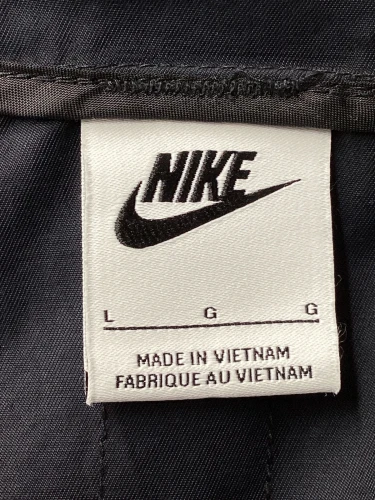 NIKE
L G G
MADE IN VIETNAM
FABRIQUE AU VIETNAM